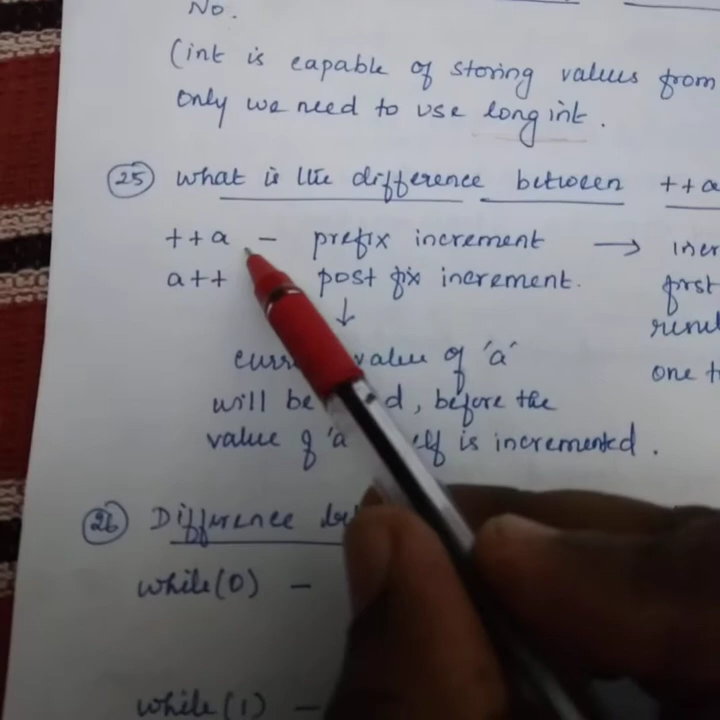 No.
(int is capable of storing values from
only we need to use long int.
25 What is the difference between ++a
++a - prefix increment → incr
a++ post fix increment. first
↓
value of 'a' one t
will be d, before the
value of 'a elf is incremented.
26 Difference
while(0) -
while(1) -